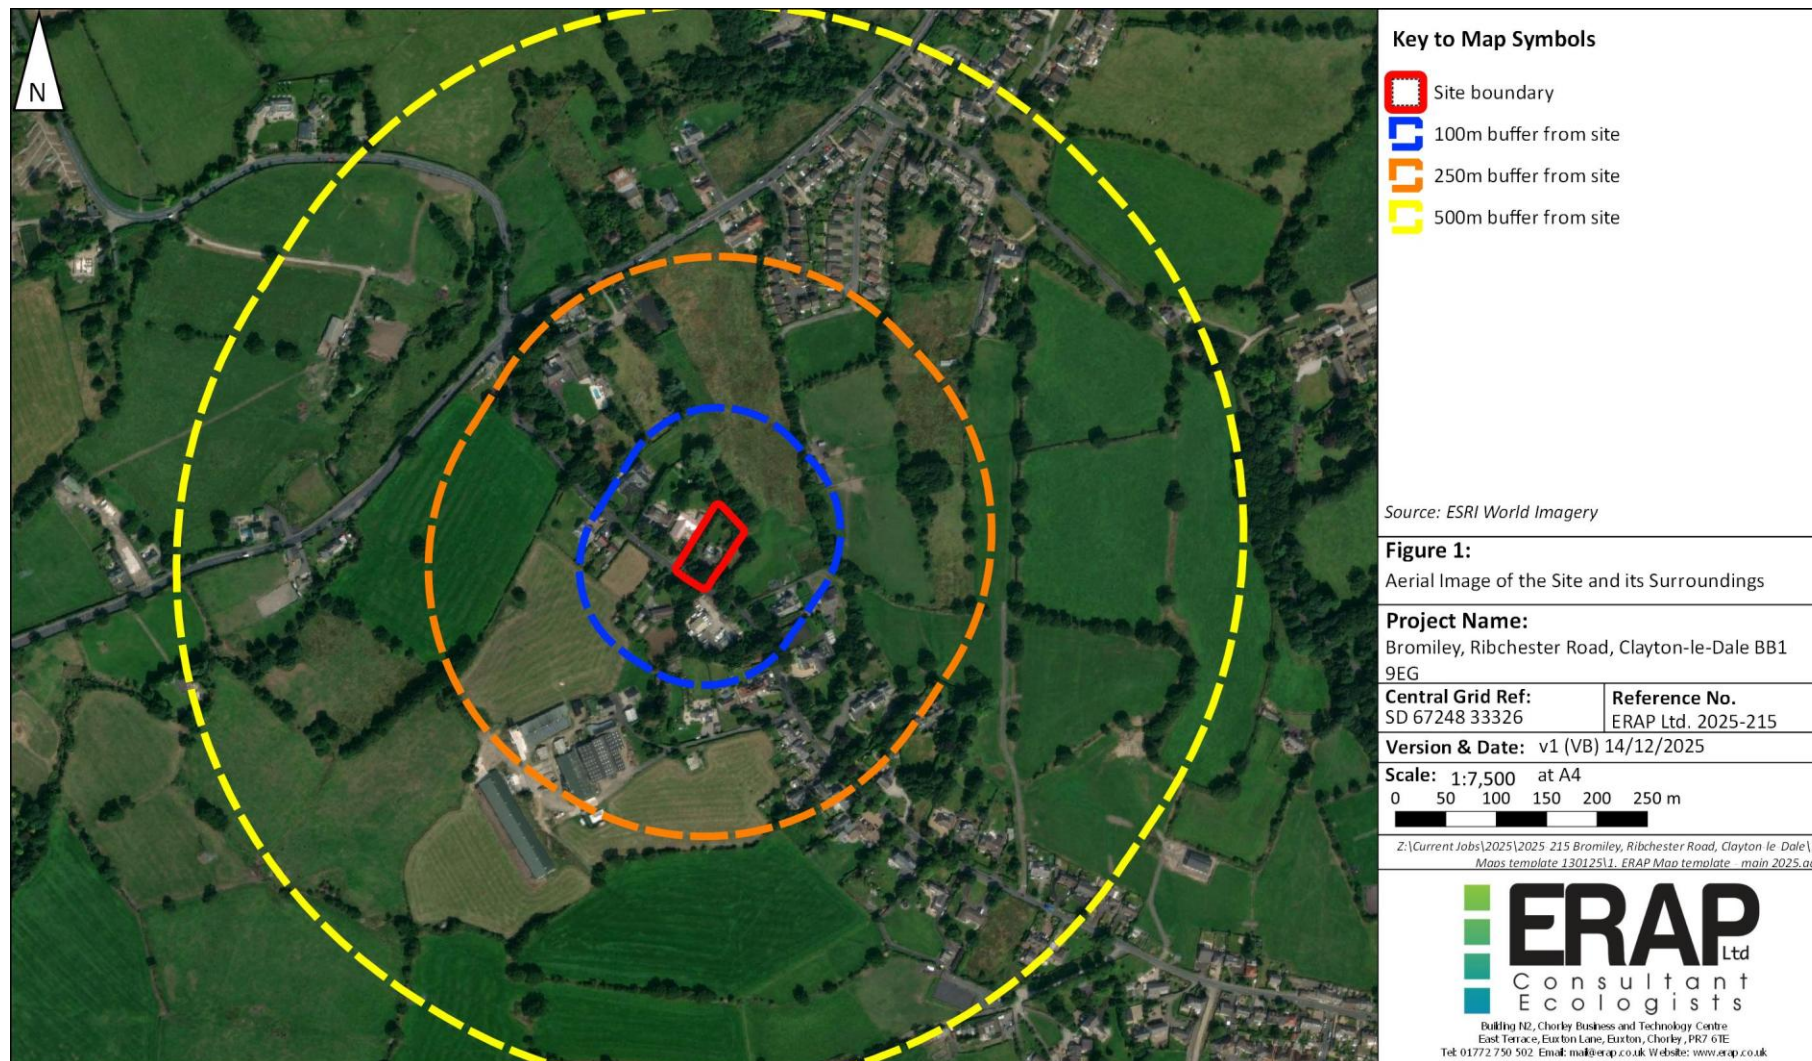 N
Key to Map Symbols
Site boundary
100m buffer from site
250m buffer from site
500m buffer from site
Source: ESRI World Imagery
Figure 1:
Aerial Image of the Site and its Surroundings
Project Name:
Bromiley, Ribchester Road, Clayton-le-Dale BB1
9EG
Central Grid Ref:
SD 67248 33326
Reference No.
ERAP Ltd. 2025-215
Version & Date: v1 (VB) 14/12/2025
Scale: 1:7,500 at A4
0 50 100 150 200 250 m
Z:\Current Jobs\2025\2025 215 Bromiley, Ribchester Road, Clayton le Dale\
Maps template 130125\1. ERAP Map template - main 2025.
ERAP
Ltd
Consultant
Ecologists
Building N2, Chorley Business and Technology Centre
East Terrace, Euxton Lane, Euxton, Chorley, PR7 6TE
Tel: 01772 750 502 Email: mail@erap.co.uk Website: www.erap.co.uk